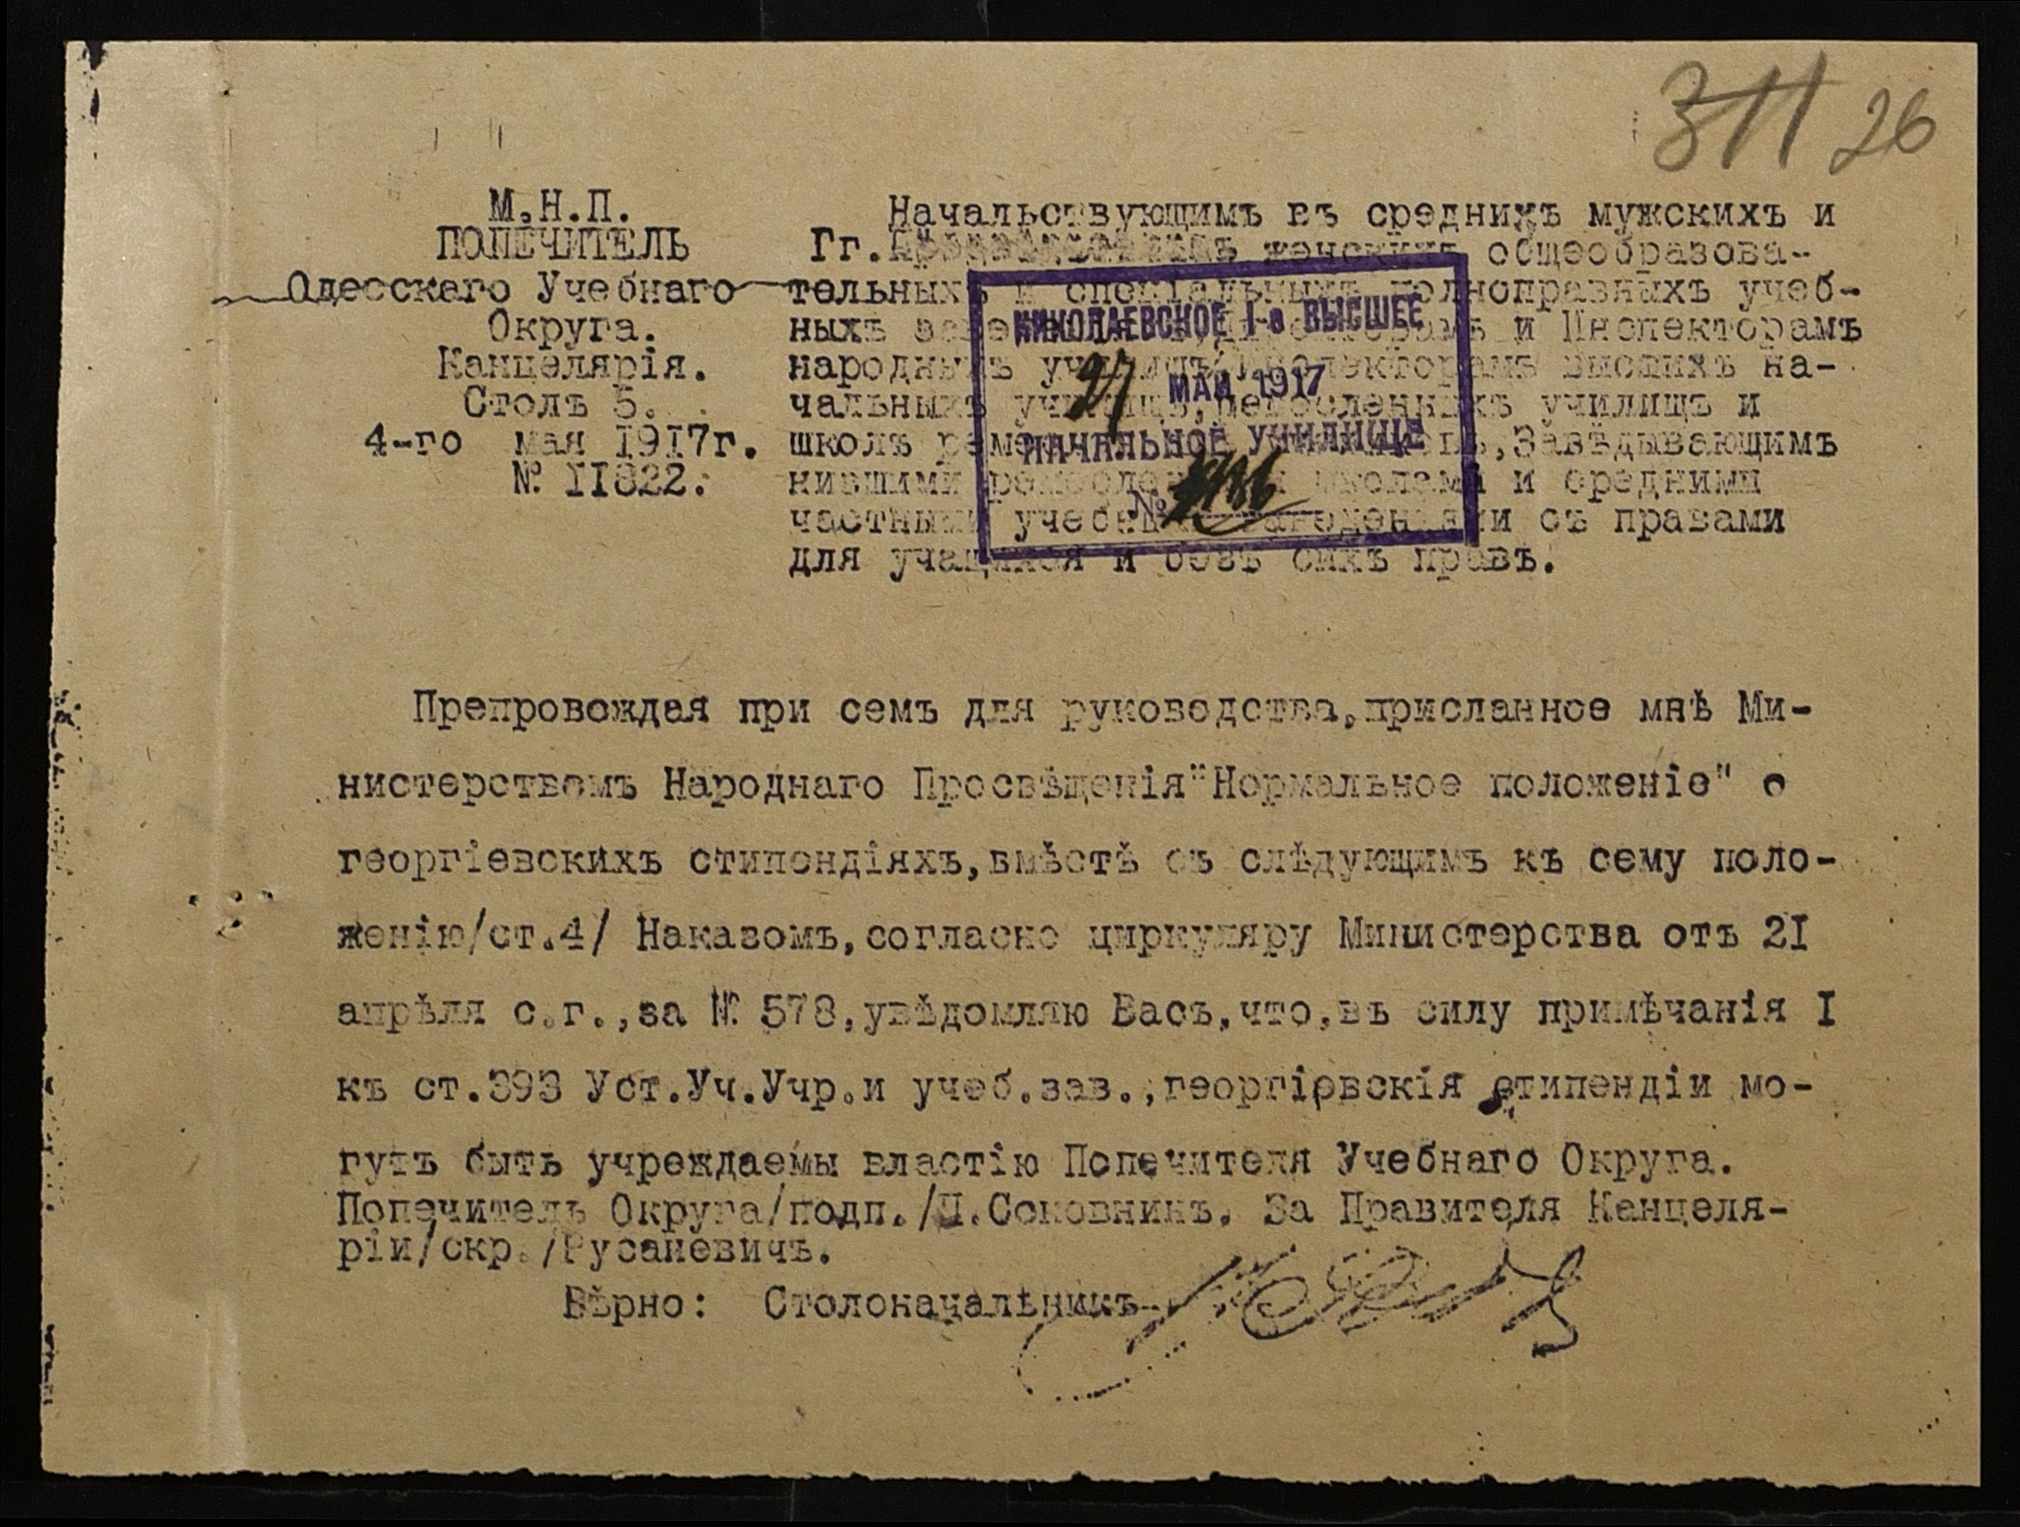 311 26
М.Н.П.
ПОПЕЧИТЕЛЬ
Одесскаго Учебнаго
Округа.
Канцелярія.
Столъ 5.
4-го мая 1917г.
№ 11822.
Начальствующимъ въ среднихъ мужскихъ и
Гг. женскихъ общеобразова-
тельныхъ и спеціальныхъ полноправныхъ учеб-
ныхъ и Инспекторамъ
народныхъ училищъ, Инспекторамъ высшихъ на-
чальныхъ училищъ, ремесленныхъ училищъ и
школъ Завѣдывающимъ
нившими школами и средними
частными учебными заведеніями съ правами
для учащихся и безъ сихъ правъ.
НИКОЛАЕВСКОЕ 1-е ВЫСШЕЕ
27 МАЙ 1917
НАЧАЛЬНОЕ УЧИЛИЩЕ
№
Препровождая при семъ для руководства, присланное мнѣ Ми-
нистерствомъ Народнаго Просвѣщенія "Нормальное положеніе" о
георгіевскихъ стипендіяхъ, вмѣстѣ съ слѣдующимъ къ сему поло-
женію/ст.4/ Наказомъ, согласно циркуляру Министерства отъ 21
апрѣля с.г., за № 578, увѣдомляю Васъ, что, въ силу примѣчанія I
къ ст.393 Уст.Уч.Учр.и учеб.зав., георгіевскія стипендіи мо-
гутъ быть учреждаемы властію Попечителя Учебнаго Округа.
Попечитель Округа/подп./ Соковнинъ. За Правителя Канцеля-
ріи/скр./Русаневичъ.
Вѣрно: Столоначальникъ